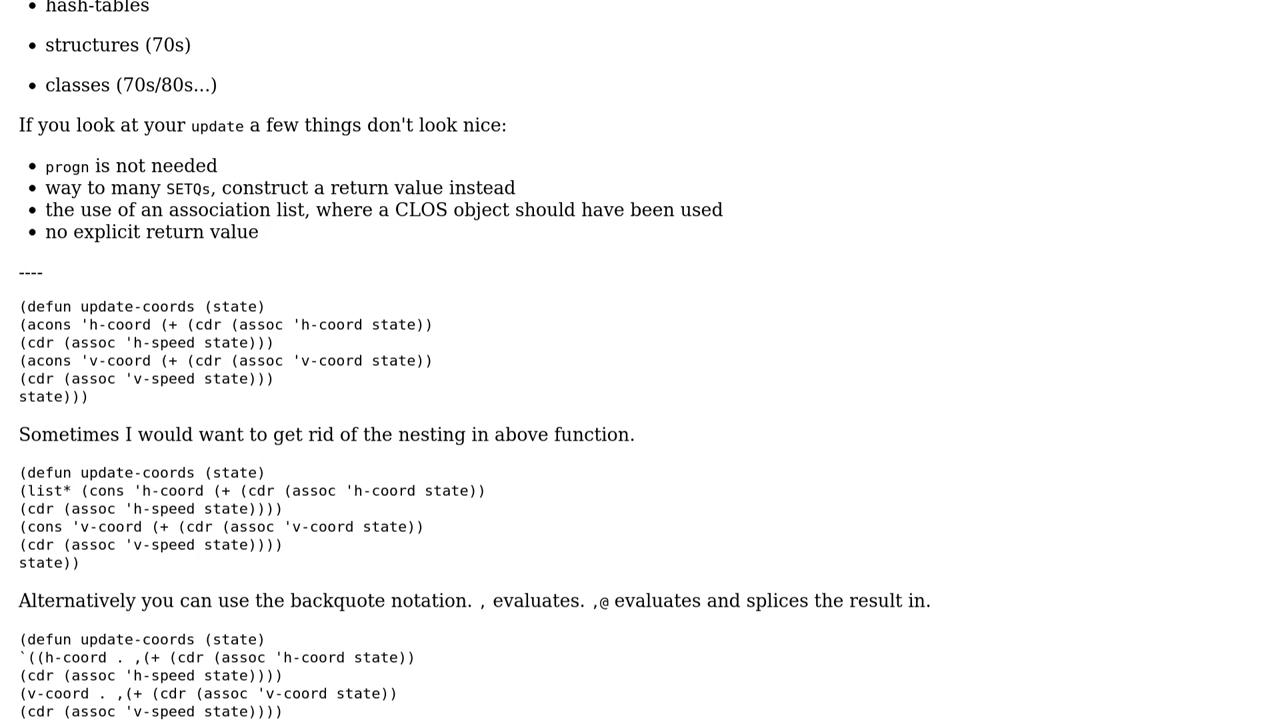 • hash-tables
• structures (70s)
• classes (70s/80s...)
If you look at your update a few things don't look nice:
• progn is not needed
• way to many SETQs, construct a return value instead
• the use of an association list, where a CLOS object should have been used
• no explicit return value
----
(defun update-coords (state)
(acons 'h-coord (+ (cdr (assoc 'h-coord state))
(cdr (assoc 'h-speed state)))
(acons 'v-coord (+ (cdr (assoc 'v-coord state))
(cdr (assoc 'v-speed state)))
state)))
Sometimes I would want to get rid of the nesting in above function.
(defun update-coords (state)
(list* (cons 'h-coord (+ (cdr (assoc 'h-coord state))
(cdr (assoc 'h-speed state))))
(cons 'v-coord (+ (cdr (assoc 'v-coord state))
(cdr (assoc 'v-speed state))))
state))
Alternatively you can use the backquote notation. , evaluates. ,@ evaluates and splices the result in.
(defun update-coords (state)
`((h-coord . ,(+ (cdr (assoc 'h-coord state))
(cdr (assoc 'h-speed state))))
(v-coord . ,(+ (cdr (assoc 'v-coord state))
(cdr (assoc 'v-speed state))))